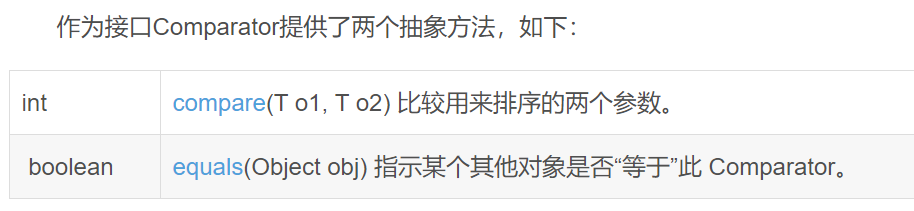 作为接口Comparator提供了两个抽象方法，如下：
int compare(T o1, T o2) 比较用来排序的两个参数。
boolean equals(Object obj) 指示某个其他对象是否“等于”此 Comparator。